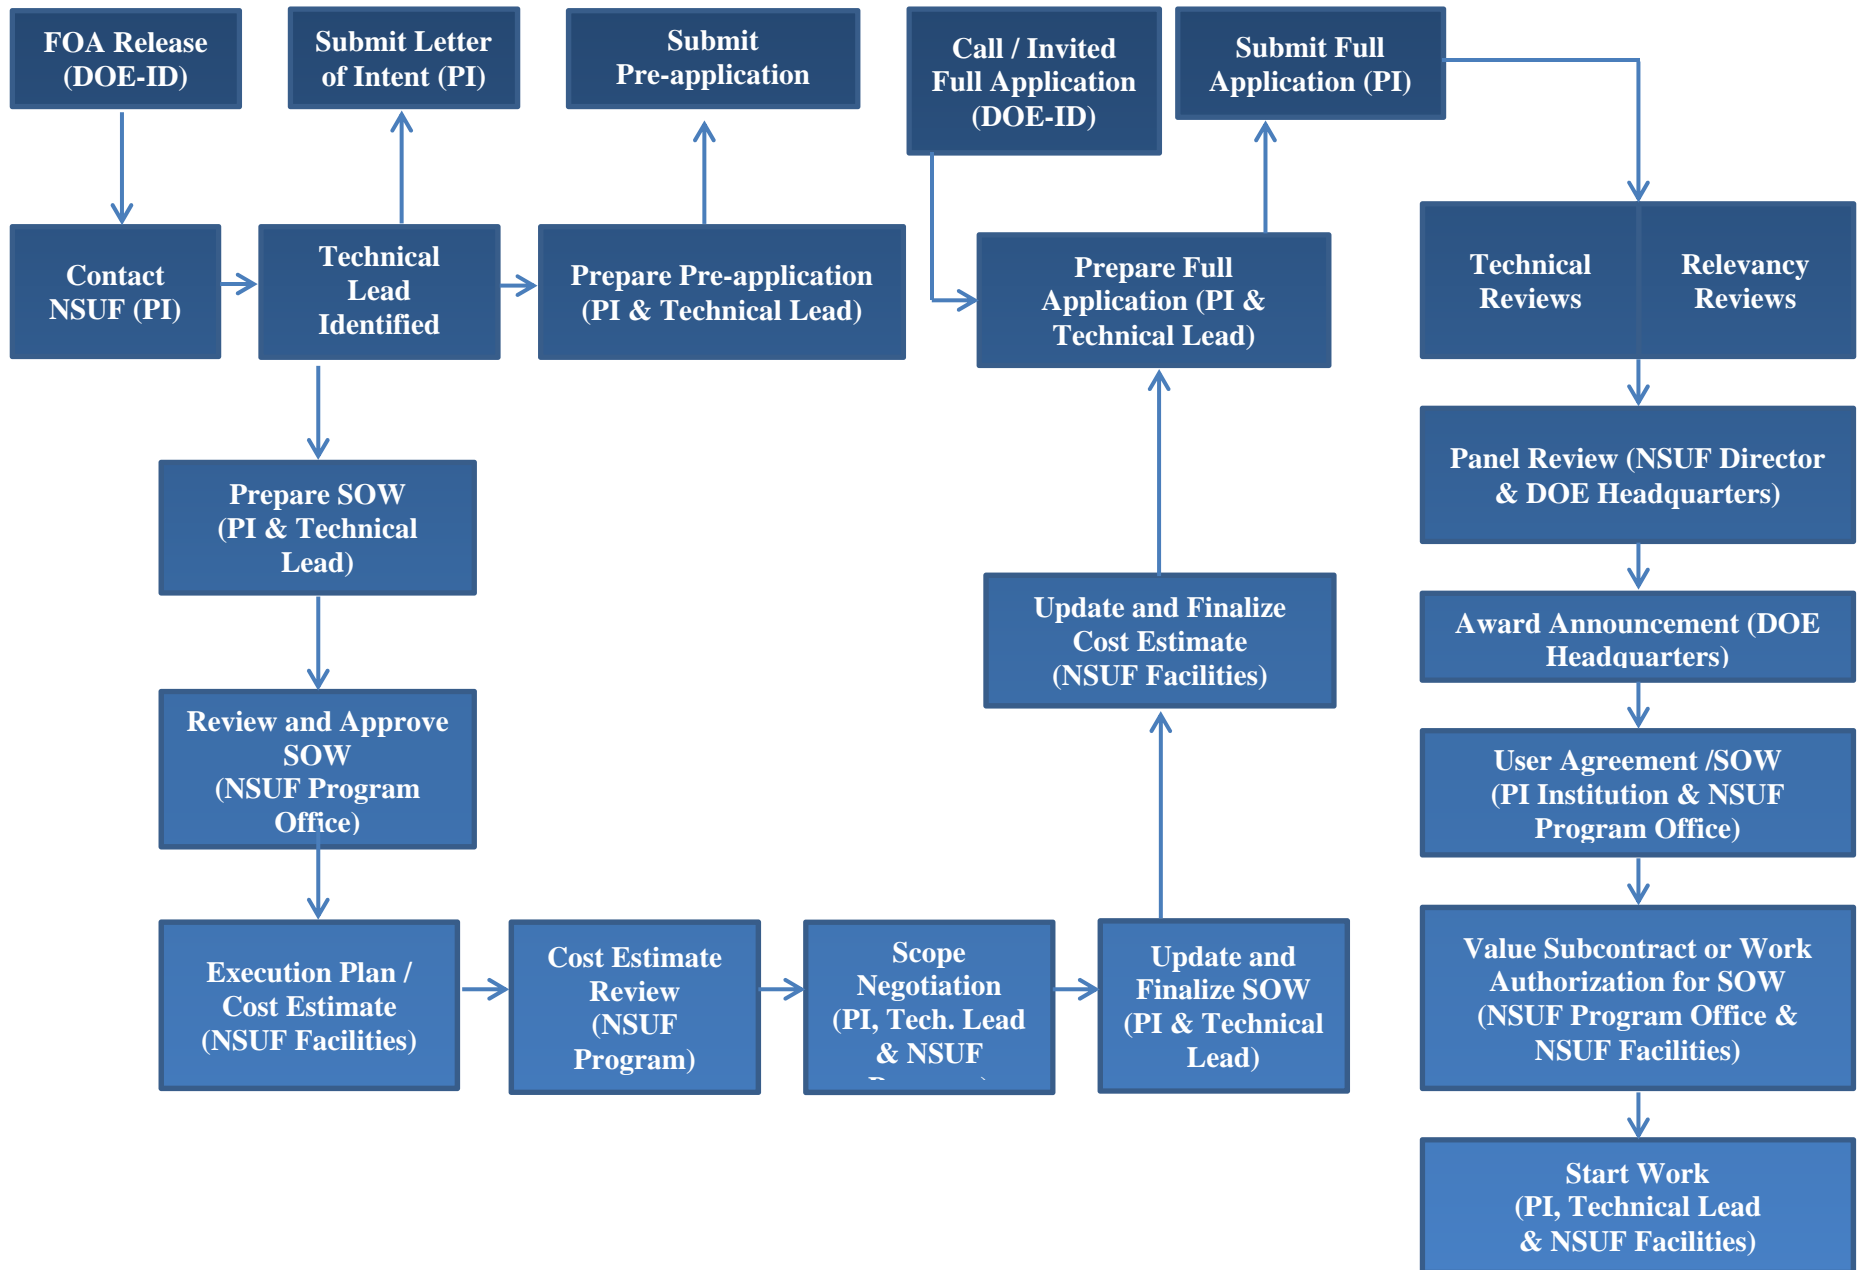 FOA Release
(DOE-ID)
Submit Letter
of Intent (PI)
Submit
Pre-application
Call / Invited
Full Application
(DOE-ID)
Submit Full
Application (PI)
Contact
NSUF (PI)
Technical
Lead
Identified
Prepare Pre-application
(PI & Technical Lead)
Prepare Full
Application (PI &
Technical Lead)
Technical
Reviews
Relevancy
Reviews
Panel Review (NSUF Director
& DOE Headquarters)
Prepare SOW
(PI & Technical
Lead)
Update and Finalize
Cost Estimate
(NSUF Facilities)
Award Announcement (DOE
Headquarters)
Review and Approve
SOW
(NSUF Program
Office)
User Agreement /SOW
(PI Institution & NSUF
Program Office)
Execution Plan /
Cost Estimate
(NSUF Facilities)
Cost Estimate
Review
(NSUF
Program)
Scope
Negotiation
(PI, Tech. Lead
& NSUF
Update and
Finalize SOW
(PI & Technical
Lead)
Value Subcontract or Work
Authorization for SOW
(NSUF Program Office &
NSUF Facilities)
Start Work
(PI, Technical Lead
& NSUF Facilities)